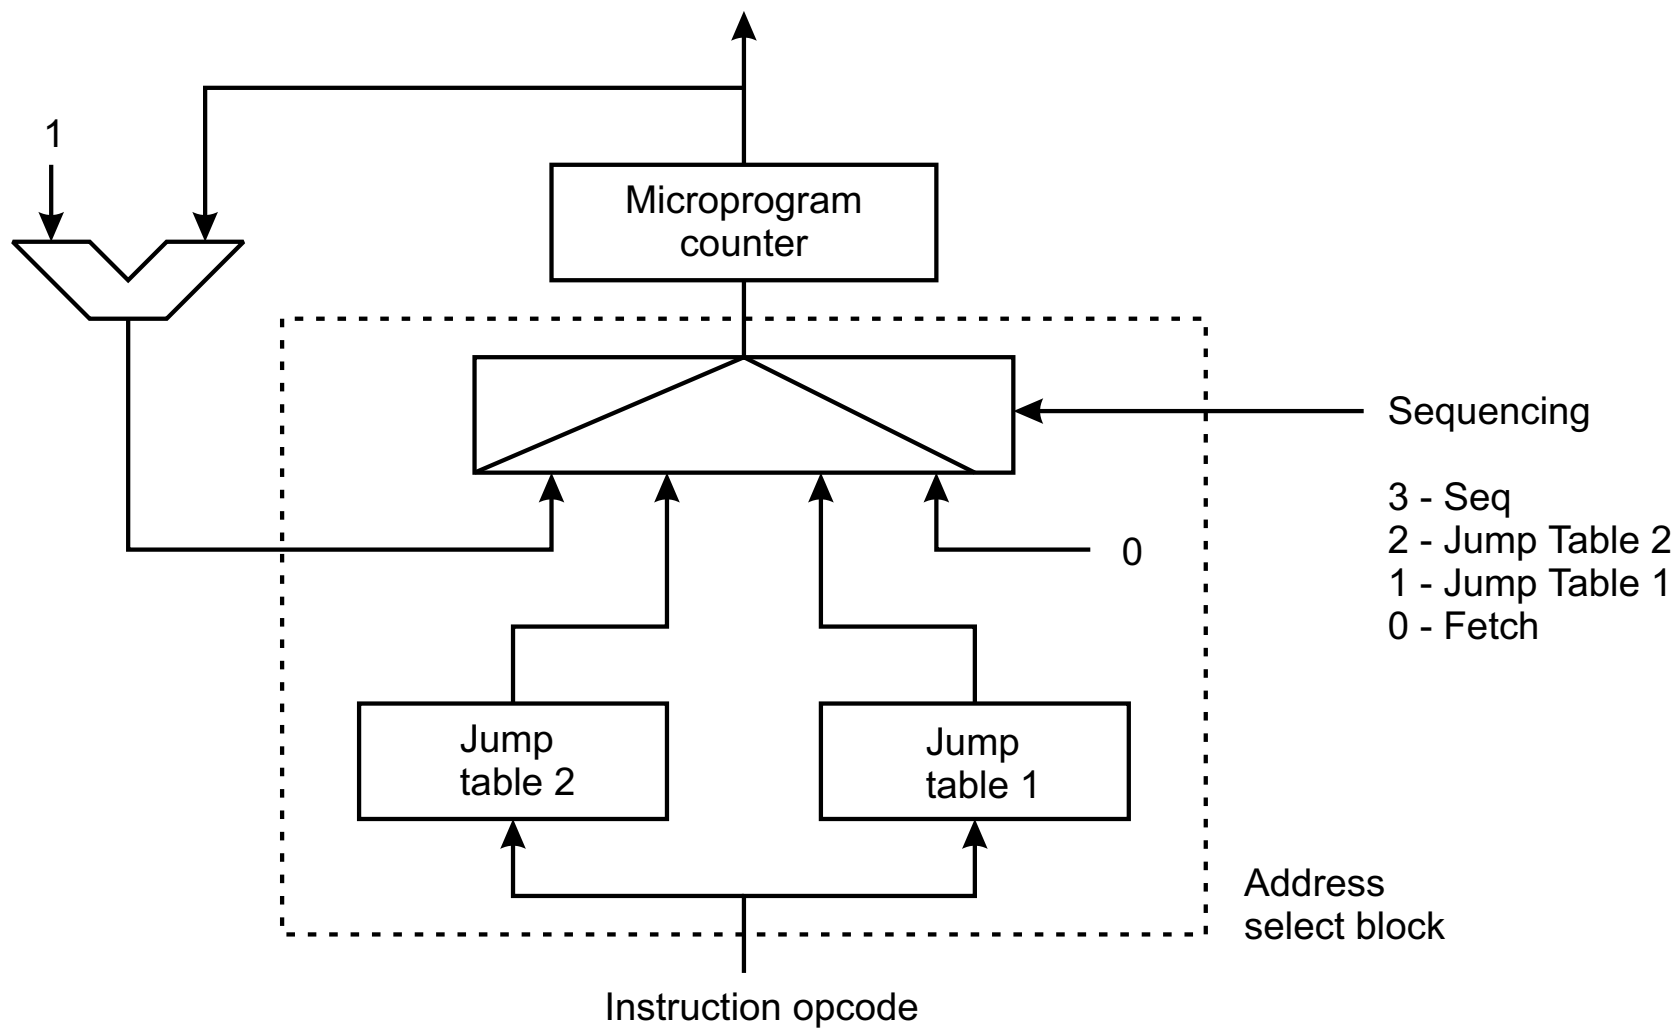 1
Microprogram
counter
Sequencing
3 - Seq
2 - Jump Table 2
1 - Jump Table 1
0 - Fetch
0
Jump
table 2
Jump
table 1
Address
select block
Instruction opcode